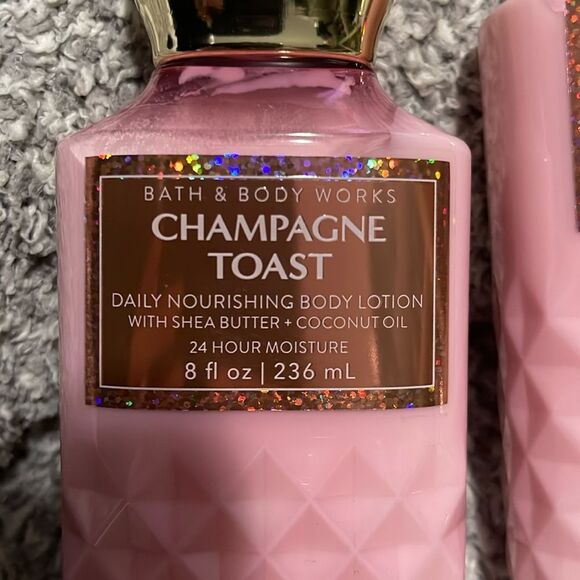 BATH & BODY WORKS
CHAMPAGNE
TOAST
DAILY NOURISHING BODY LOTION
WITH SHEA BUTTER + COCONUT OIL
24 HOUR MOISTURE
8 fl oz | 236 mL